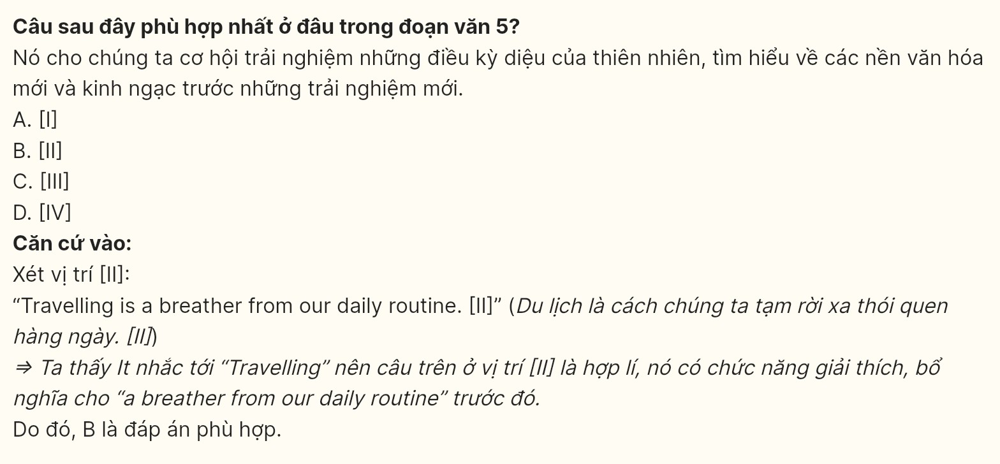 Câu sau đây phù hợp nhất ở đâu trong đoạn văn 5?
Nó cho chúng ta cơ hội trải nghiệm những điều kỳ diệu của thiên nhiên, tìm hiểu về các nền văn hóa
mới và kinh ngạc trước những trải nghiệm mới.
A. [I]
B. [II]
C. [III]
D. [IV]
Căn cứ vào:
Xét vị trí [II]:
“Travelling is a breather from our daily routine. [II]” (Du lịch là cách chúng ta tạm rời xa thói quen
hàng ngày. [II])
⇒ Ta thấy It nhắc tới “Travelling” nên câu trên ở vị trí [II] là hợp lí, nó có chức năng giải thích, bổ
nghĩa cho “a breather from our daily routine” trước đó.
Do đó, B là đáp án phù hợp.